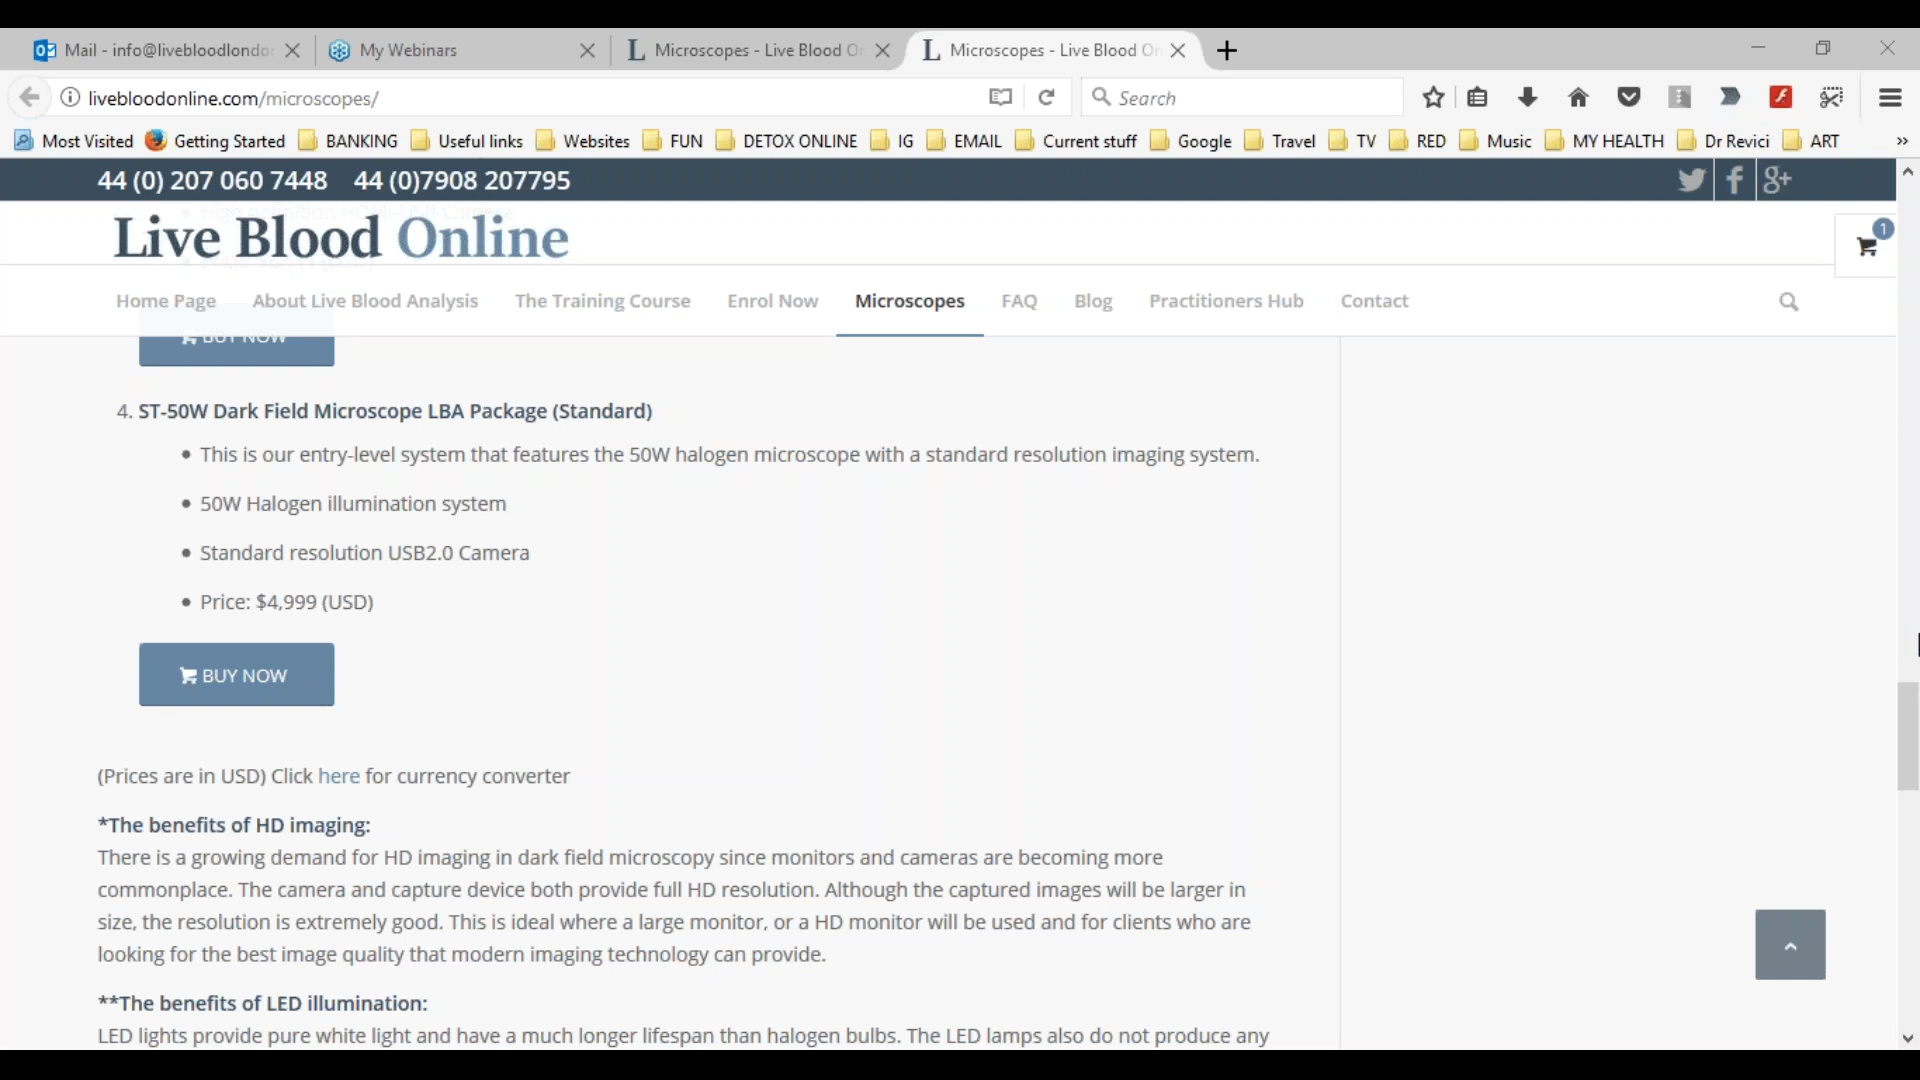 Mail - info@livebloodlondo
My Webinars
Microscopes - Live Blood O
Microscopes - Live Blood On
livebloodonline.com/microscopes/
Search
Most Visited
Getting Started
BANKING
Useful links
Websites
FUN
DETOX ONLINE
IG
EMAIL
Current stuff
Google
Travel
TV
RED
Music
MY HEALTH
Dr Revici
ART
44 (0) 207 060 7448 44 (0)7908 207795
Live Blood Online
1
Home Page
About Live Blood Analysis
The Training Course
Enrol Now
Microscopes
FAQ
Blog
Practitioners Hub
Contact
BUY NOW
4. ST-50W Dark Field Microscope LBA Package (Standard)
• This is our entry-level system that features the 50W halogen microscope with a standard resolution imaging system.
• 50W Halogen illumination system
• Standard resolution USB2.0 Camera
• Price: $4,999 (USD)
BUY NOW
(Prices are in USD) Click here for currency converter
*The benefits of HD imaging:
There is a growing demand for HD imaging in dark field microscopy since monitors and cameras are becoming more
commonplace. The camera and capture device both provide full HD resolution. Although the captured images will be larger in
size, the resolution is extremely good. This is ideal where a large monitor, or a HD monitor will be used and for clients who are
looking for the best image quality that modern imaging technology can provide.
**The benefits of LED illumination:
LED lights provide pure white light and have a much longer lifespan than halogen bulbs. The LED lamps also do not produce any